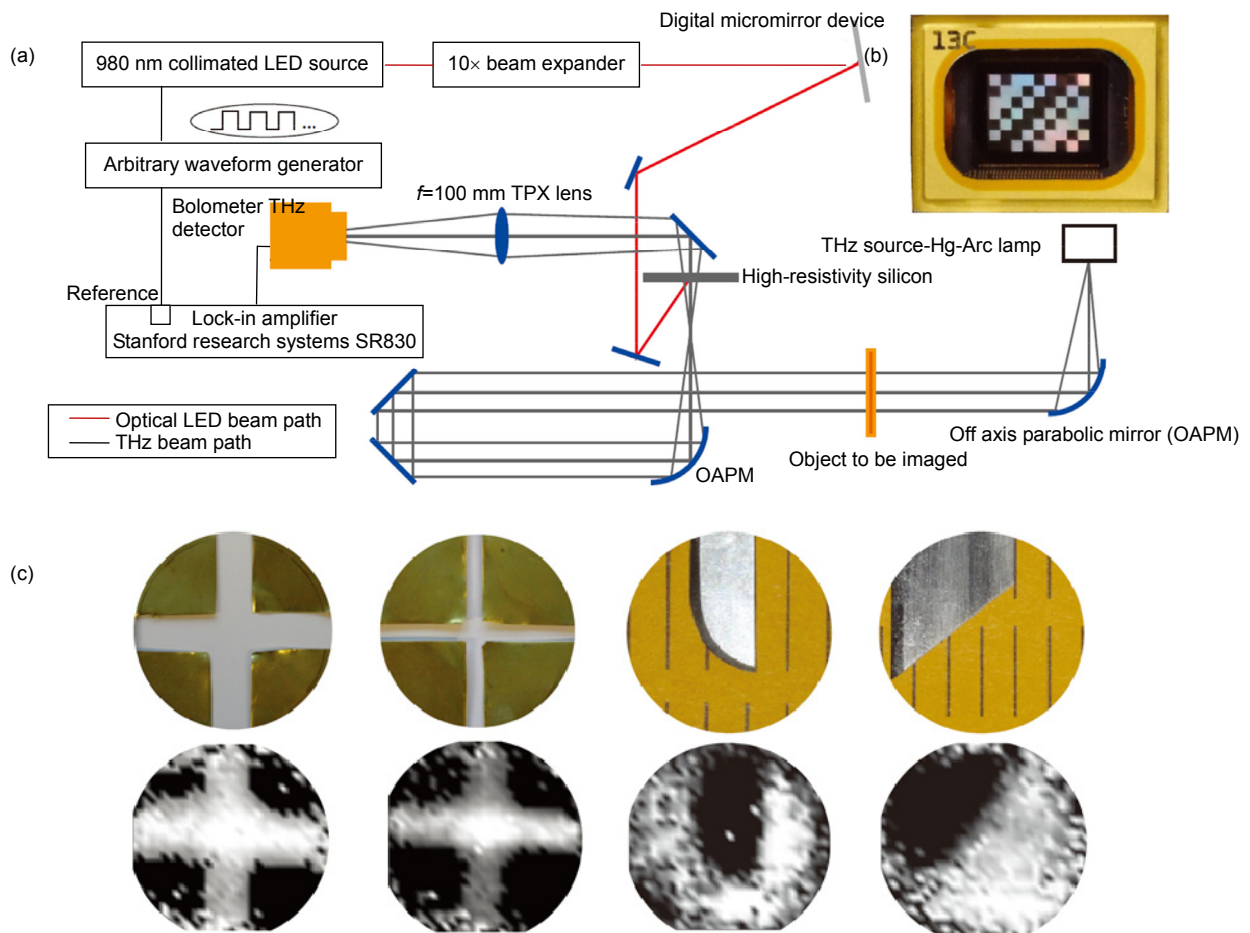 (a)
Digital micromirror device
980 nm collimated LED source
10× beam expander
(b)
13C
...
Arbitrary waveform generator
Bolometer THz
detector
f=100 mm TPX lens
THz source-Hg-Arc lamp
High-resistivity silicon
Reference
Lock-in amplifier
Stanford research systems SR830
Optical LED beam path
THz beam path
Off axis parabolic mirror (OAPM)
Object to be imaged
OAPM
(c)